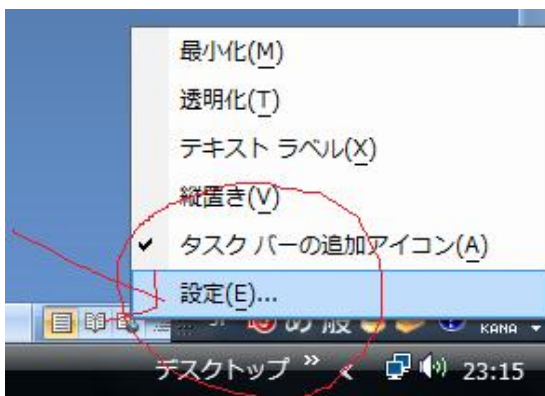 最小化(M)
透明化(T)
テキスト ラベル(X)
縦置き(V)
タスク バーの追加アイコン(A)
設定(E)...
般
KANA
デスクトップ » < 23:15